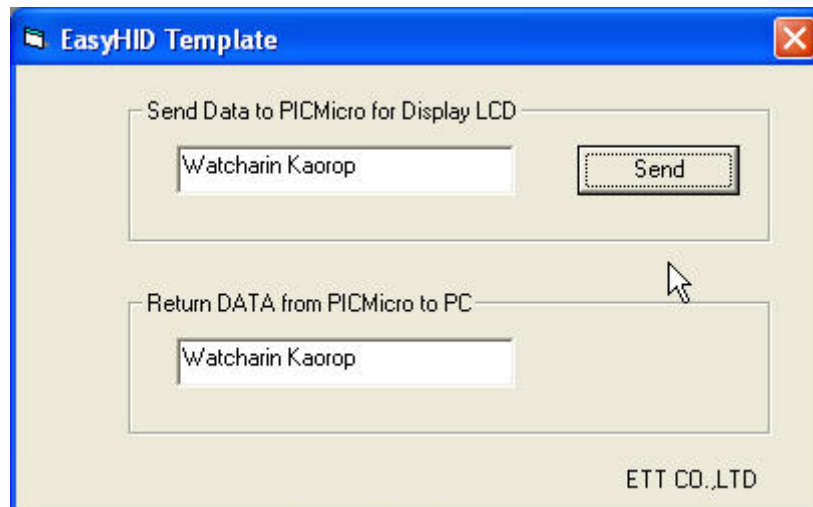 EasyHID Template
Send Data to PICMicro for Display LCD
Watcharin Kaorop
Send
Return DATA from PICMicro to PC
Watcharin Kaorop
ETT CO.,LTD